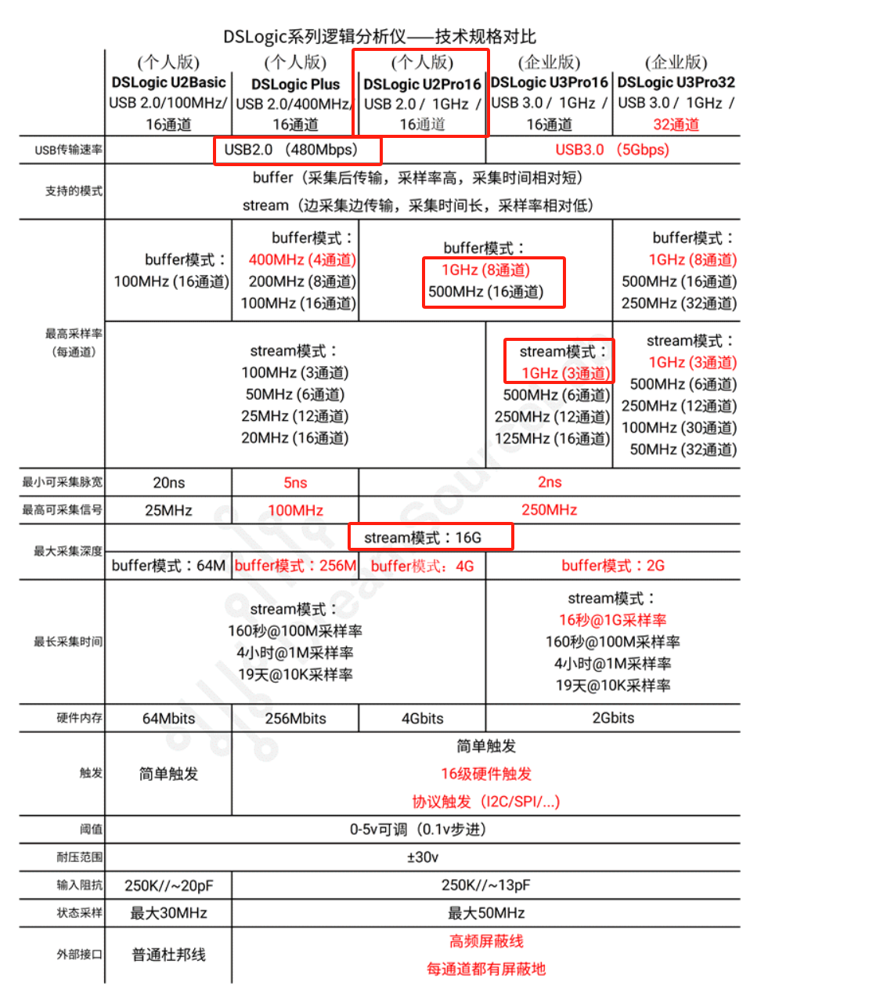 DSLogic系列逻辑分析仪——技术规格对比
(个人版) (个人版) (个人版) (企业版) (企业版)
DSLogic U2Basic DSLogic Plus DSLogic U2Pro16 DSLogic U3Pro16 DSLogic U3Pro32
USB 2.0/100MHz/ USB 2.0/400MHz/ USB 2.0 / 1GHz / USB 3.0 / 1GHz / USB 3.0 / 1GHz /
16通道 16通道 16通道 16通道 32通道
USB传输速率 USB2.0 （480Mbps） USB3.0 （5Gbps）
支持的模式
buffer（采集后传输，采样率高，采集时间相对短）
stream（边采集边传输，采集时间长，采样率相对低）
最高采样率
（每通道）
buffer模式：
100MHz (16通道)
buffer模式：
400MHz (4通道)
200MHz (8通道)
100MHz (16通道)
buffer模式：
1GHz (8通道)
500MHz (16通道)
buffer模式：
1GHz (8通道)
500MHz (16通道)
250MHz (32通道)
stream模式：
100MHz (3通道)
50MHz (6通道)
25MHz (12通道)
20MHz (16通道)
stream模式：
1GHz (3通道)
500MHz (6通道)
250MHz (12通道)
125MHz (16通道)
stream模式：
1GHz (3通道)
500MHz (6通道)
250MHz (12通道)
100MHz (30通道)
50MHz (32通道)
最小可采集脉宽 20ns 5ns 2ns
最高可采集信号 25MHz 100MHz 250MHz
最大采集深度
stream模式：16G
buffer模式：64M buffer模式：256M buffer模式：4G buffer模式：2G
最长采集时间
stream模式：
160秒@100M采样率
4小时@1M采样率
19天@10K采样率
stream模式：
16秒@1G采样率
160秒@100M采样率
4小时@1M采样率
19天@10K采样率
硬件内存 64Mbits 256Mbits 4Gbits 2Gbits
触发
简单触发
简单触发
16级硬件触发
协议触发（I2C/SPI/...)
阈值 0-5v可调（0.1v步进）
耐压范围 ±30v
输入阻抗 250K//~20pF 250K//~13pF
状态采样 最大30MHz 最大50MHz
外部接口
普通杜邦线
高频屏蔽线
每通道都有屏蔽地